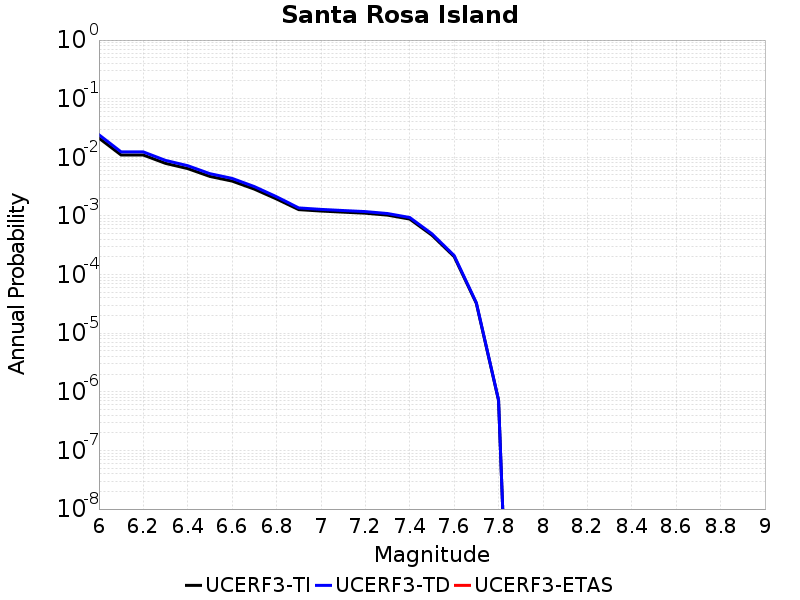 Santa Rosa Island
10^0
10^-1
10^-2
10^-3
10^-4
10^-5
10^-6
10^-7
10^-8
Annual Probability
6 6.2 6.4 6.6 6.8 7 7.2 7.4 7.6 7.8 8 8.2 8.4 8.6 8.8 9
Magnitude
UCERF3-TI UCERF3-TD UCERF3-ETAS